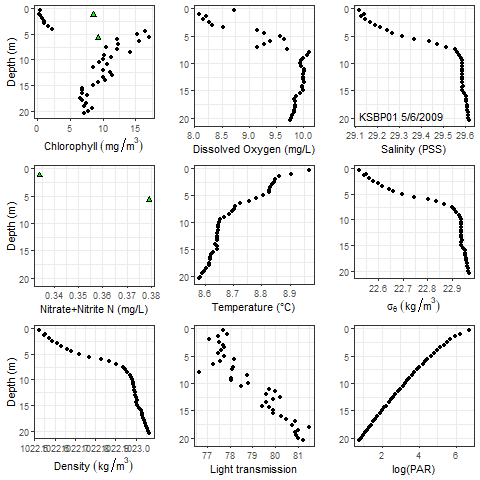 0
5
10
15
20
Depth (m)
0 5 10 15
Chlorophyll (mg/m³)
0
5
10
15
20
8.0 8.5 9.0 9.5 10.0
Dissolved Oxygen (mg/L)
0
5
10
15
20
KSBP01 5/6/2009
29.1 29.2 29.3 29.4 29.5 29.6
Salinity (PSS)
0
5
10
15
20
Depth (m)
0.34 0.35 0.36 0.37 0.38
Nitrate+Nitrite N (mg/L)
0
5
10
15
20
8.6 8.7 8.8 8.9
Temperature (°C)
0
5
10
15
20
22.6 22.7 22.8 22.9
σθ (kg/m³)
0
5
10
15
20
Depth (m)
Density (kg/m³)
0
5
10
15
20
77 78 79 80 81
Light transmission
0
5
10
15
20
2 4 6
log(PAR)